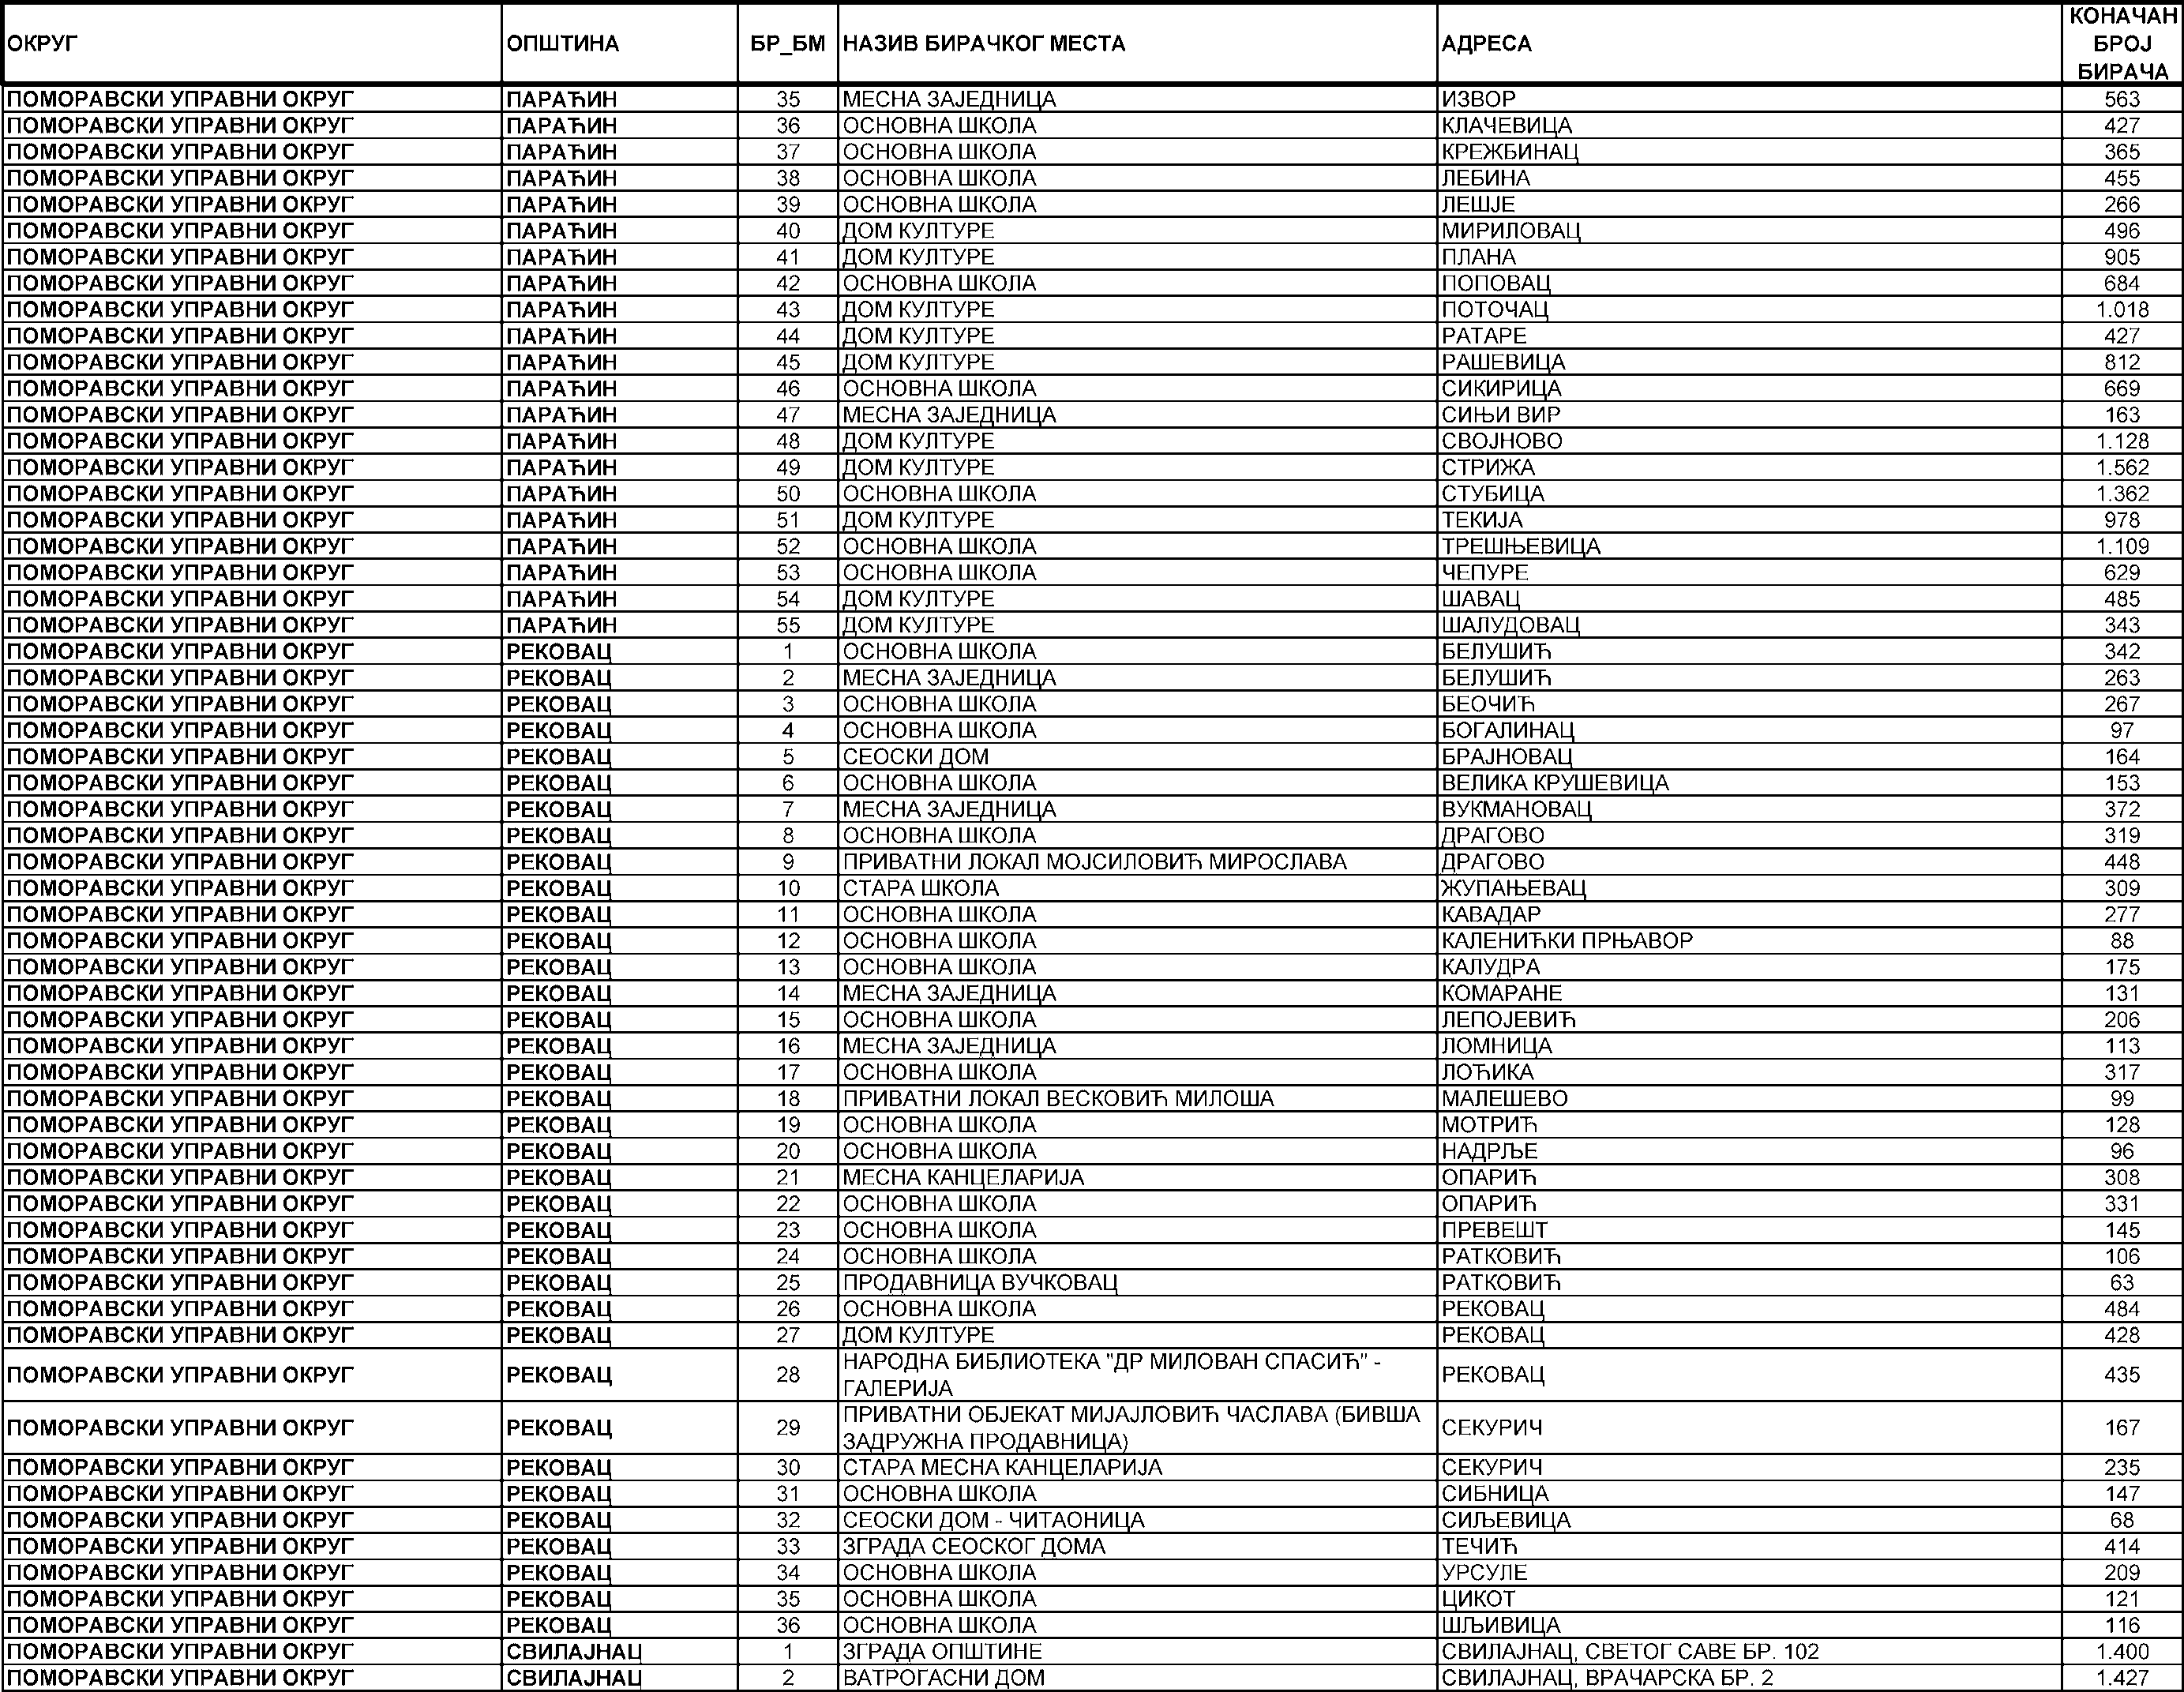 ОКРУГ ОПШТИНА БР_БМ НАЗИВ БИРАЧКОГ МЕСТА АДРЕСА КОНАЧАН БРОЈ БИРАЧА
ПОМОРАВСКИ УПРАВНИ ОКРУГ ПАРАЋИН 35 МЕСНА ЗАЈЕДНИЦА ИЗВОР 563
ПОМОРАВСКИ УПРАВНИ ОКРУГ ПАРАЋИН 36 ОСНОВНА ШКОЛА КЛАЧЕВИЦА 427
ПОМОРАВСКИ УПРАВНИ ОКРУГ ПАРАЋИН 37 ОСНОВНА ШКОЛА КРЕЖБИНАЦ 365
ПОМОРАВСКИ УПРАВНИ ОКРУГ ПАРАЋИН 38 ОСНОВНА ШКОЛА ЛЕБИНА 455
ПОМОРАВСКИ УПРАВНИ ОКРУГ ПАРАЋИН 39 ОСНОВНА ШКОЛА ЛЕШЈЕ 266
ПОМОРАВСКИ УПРАВНИ ОКРУГ ПАРАЋИН 40 ДОМ КУЛТУРЕ МИРИЛОВАЦ 496
ПОМОРАВСКИ УПРАВНИ ОКРУГ ПАРАЋИН 41 ДОМ КУЛТУРЕ ПЛАНА 905
ПОМОРАВСКИ УПРАВНИ ОКРУГ ПАРАЋИН 42 ОСНОВНА ШКОЛА ПОПОВАЦ 684
ПОМОРАВСКИ УПРАВНИ ОКРУГ ПАРАЋИН 43 ДОМ КУЛТУРЕ ПОТОЧАЦ 1.018
ПОМОРАВСКИ УПРАВНИ ОКРУГ ПАРАЋИН 44 ДОМ КУЛТУРЕ РАТАРЕ 427
ПОМОРАВСКИ УПРАВНИ ОКРУГ ПАРАЋИН 45 ДОМ КУЛТУРЕ РАШЕВИЦА 812
ПОМОРАВСКИ УПРАВНИ ОКРУГ ПАРАЋИН 46 ОСНОВНА ШКОЛА СИКИРИЦА 669
ПОМОРАВСКИ УПРАВНИ ОКРУГ ПАРАЋИН 47 МЕСНА ЗАЈЕДНИЦА СИЊИ ВИР 163
ПОМОРАВСКИ УПРАВНИ ОКРУГ ПАРАЋИН 48 ДОМ КУЛТУРЕ СВОЈНОВО 1.128
ПОМОРАВСКИ УПРАВНИ ОКРУГ ПАРАЋИН 49 ДОМ КУЛТУРЕ СТРИЖА 1.562
ПОМОРАВСКИ УПРАВНИ ОКРУГ ПАРАЋИН 50 ОСНОВНА ШКОЛА СТУБИЦА 1.362
ПОМОРАВСКИ УПРАВНИ ОКРУГ ПАРАЋИН 51 ДОМ КУЛТУРЕ ТЕКИЈА 978
ПОМОРАВСКИ УПРАВНИ ОКРУГ ПАРАЋИН 52 ОСНОВНА ШКОЛА ТРЕШЊЕВИЦА 1.109
ПОМОРАВСКИ УПРАВНИ ОКРУГ ПАРАЋИН 53 ОСНОВНА ШКОЛА ЧЕПУРЕ 629
ПОМОРАВСКИ УПРАВНИ ОКРУГ ПАРАЋИН 54 ДОМ КУЛТУРЕ ШАВАЦ 485
ПОМОРАВСКИ УПРАВНИ ОКРУГ ПАРАЋИН 55 ДОМ КУЛТУРЕ ШАЛУДОВАЦ 343
ПОМОРАВСКИ УПРАВНИ ОКРУГ РЕКОВАЦ 1 ОСНОВНА ШКОЛА БЕЛУШИЋ 342
ПОМОРАВСКИ УПРАВНИ ОКРУГ РЕКОВАЦ 2 МЕСНА ЗАЈЕДНИЦА БЕЛУШИЋ 263
ПОМОРАВСКИ УПРАВНИ ОКРУГ РЕКОВАЦ 3 ОСНОВНА ШКОЛА БЕОЧИЋ 267
ПОМОРАВСКИ УПРАВНИ ОКРУГ РЕКОВАЦ 4 ОСНОВНА ШКОЛА БОГАЛИНАЦ 97
ПОМОРАВСКИ УПРАВНИ ОКРУГ РЕКОВАЦ 5 СЕОСКИ ДОМ БРАЈНОВАЦ 164
ПОМОРАВСКИ УПРАВНИ ОКРУГ РЕКОВАЦ 6 ОСНОВНА ШКОЛА ВЕЛИКА КРУШЕВИЦА 153
ПОМОРАВСКИ УПРАВНИ ОКРУГ РЕКОВАЦ 7 МЕСНА ЗАЈЕДНИЦА ВУКМАНОВАЦ 372
ПОМОРАВСКИ УПРАВНИ ОКРУГ РЕКОВАЦ 8 ОСНОВНА ШКОЛА ДРАГОВО 319
ПОМОРАВСКИ УПРАВНИ ОКРУГ РЕКОВАЦ 9 ПРИВАТНИ ЛОКАЛ МОЈСИЛОВИЋ МИРОСЛАВА ДРАГОВО 448
ПОМОРАВСКИ УПРАВНИ ОКРУГ РЕКОВАЦ 10 СТАРА ШКОЛА ЖУПАЊЕВАЦ 309
ПОМОРАВСКИ УПРАВНИ ОКРУГ РЕКОВАЦ 11 ОСНОВНА ШКОЛА КАВАДАР 277
ПОМОРАВСКИ УПРАВНИ ОКРУГ РЕКОВАЦ 12 ОСНОВНА ШКОЛА КАЛЕНИЋКИ ПРЊАВОР 88
ПОМОРАВСКИ УПРАВНИ ОКРУГ РЕКОВАЦ 13 ОСНОВНА ШКОЛА КАЛУДРА 175
ПОМОРАВСКИ УПРАВНИ ОКРУГ РЕКОВАЦ 14 МЕСНА ЗАЈЕДНИЦА КОМАРАНЕ 131
ПОМОРАВСКИ УПРАВНИ ОКРУГ РЕКОВАЦ 15 ОСНОВНА ШКОЛА ЛЕПОЈЕВИЋ 206
ПОМОРАВСКИ УПРАВНИ ОКРУГ РЕКОВАЦ 16 МЕСНА ЗАЈЕДНИЦА ЛОМНИЦА 113
ПОМОРАВСКИ УПРАВНИ ОКРУГ РЕКОВАЦ 17 ОСНОВНА ШКОЛА ЛОЋИКА 317
ПОМОРАВСКИ УПРАВНИ ОКРУГ РЕКОВАЦ 18 ПРИВАТНИ ЛОКАЛ ВЕСКОВИЋ МИЛОША МАЛЕШЕВО 99
ПОМОРАВСКИ УПРАВНИ ОКРУГ РЕКОВАЦ 19 ОСНОВНА ШКОЛА МОТРИЋ 128
ПОМОРАВСКИ УПРАВНИ ОКРУГ РЕКОВАЦ 20 ОСНОВНА ШКОЛА НАДРЉЕ 96
ПОМОРАВСКИ УПРАВНИ ОКРУГ РЕКОВАЦ 21 МЕСНА КАНЦЕЛАРИЈА ОПАРИЋ 308
ПОМОРАВСКИ УПРАВНИ ОКРУГ РЕКОВАЦ 22 ОСНОВНА ШКОЛА ОПАРИЋ 331
ПОМОРАВСКИ УПРАВНИ ОКРУГ РЕКОВАЦ 23 ОСНОВНА ШКОЛА ПРЕВЕШТ 145
ПОМОРАВСКИ УПРАВНИ ОКРУГ РЕКОВАЦ 24 ОСНОВНА ШКОЛА РАТКОВИЋ 106
ПОМОРАВСКИ УПРАВНИ ОКРУГ РЕКОВАЦ 25 ПРОДАВНИЦА ВУЧКОВАЦ РАТКОВИЋ 63
ПОМОРАВСКИ УПРАВНИ ОКРУГ РЕКОВАЦ 26 ОСНОВНА ШКОЛА РЕКОВАЦ 484
ПОМОРАВСКИ УПРАВНИ ОКРУГ РЕКОВАЦ 27 ДОМ КУЛТУРЕ РЕКОВАЦ 428
ПОМОРАВСКИ УПРАВНИ ОКРУГ РЕКОВАЦ 28 НАРОДНА БИБЛИОТЕКА "ДР МИЛОВАН СПАСИЋ" - ГАЛЕРИЈА РЕКОВАЦ 435
ПОМОРАВСКИ УПРАВНИ ОКРУГ РЕКОВАЦ 29 ПРИВАТНИ ОБЈЕКАТ МИЈАЈЛОВИЋ ЧАСЛАВА (БИВША ЗАДРУЖНА ПРОДАВНИЦА) СЕКУРИЧ 167
ПОМОРАВСКИ УПРАВНИ ОКРУГ РЕКОВАЦ 30 СТАРА МЕСНА КАНЦЕЛАРИЈА СЕКУРИЧ 235
ПОМОРАВСКИ УПРАВНИ ОКРУГ РЕКОВАЦ 31 ОСНОВНА ШКОЛА СИБНИЦА 147
ПОМОРАВСКИ УПРАВНИ ОКРУГ РЕКОВАЦ 32 СЕОСКИ ДОМ - ЧИТАОНИЦА СИЉЕВИЦА 68
ПОМОРАВСКИ УПРАВНИ ОКРУГ РЕКОВАЦ 33 ЗГРАДА СЕОСКОГ ДОМА ТЕЧИЋ 414
ПОМОРАВСКИ УПРАВНИ ОКРУГ РЕКОВАЦ 34 ОСНОВНА ШКОЛА УРСУЛЕ 209
ПОМОРАВСКИ УПРАВНИ ОКРУГ РЕКОВАЦ 35 ОСНОВНА ШКОЛА ЦИКОТ 121
ПОМОРАВСКИ УПРАВНИ ОКРУГ РЕКОВАЦ 36 ОСНОВНА ШКОЛА ШЉИВИЦА 116
ПОМОРАВСКИ УПРАВНИ ОКРУГ СВИЛАЈНАЦ 1 ЗГРАДА ОПШТИНЕ СВИЛАЈНАЦ, СВЕТОГ САВЕ БР. 102 1.400
ПОМОРАВСКИ УПРАВНИ ОКРУГ СВИЛАЈНАЦ 2 ВАТРОГАСНИ ДОМ СВИЛАЈНАЦ, ВРАЧАРСКА БР. 2 1.427